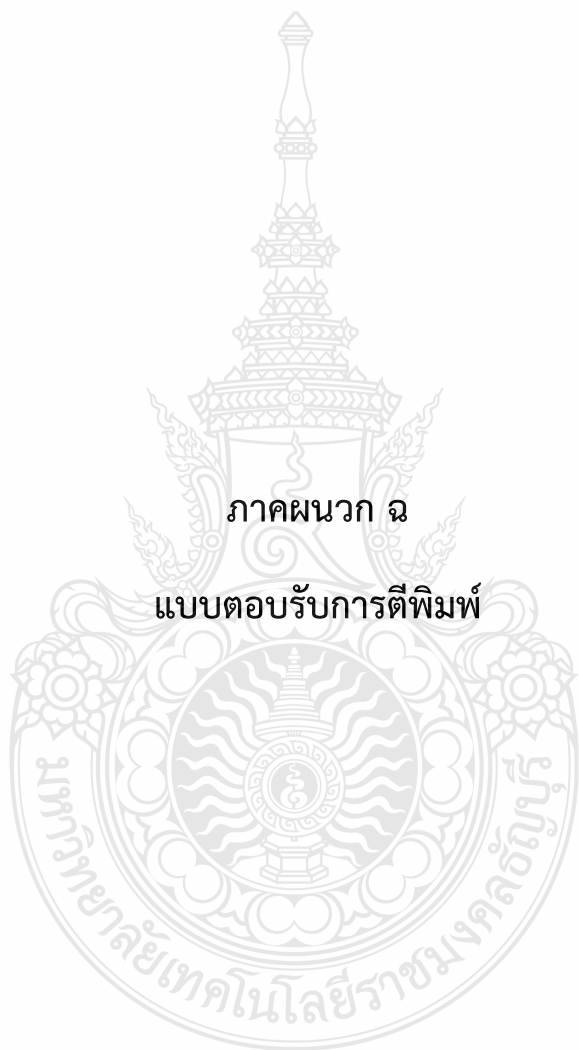 ภาคผนวก ฉ
แบบตอบรับการตีพิมพ์
มหาวิทยาลัยเทคโนโลยีราชมงคลธัญบุรี